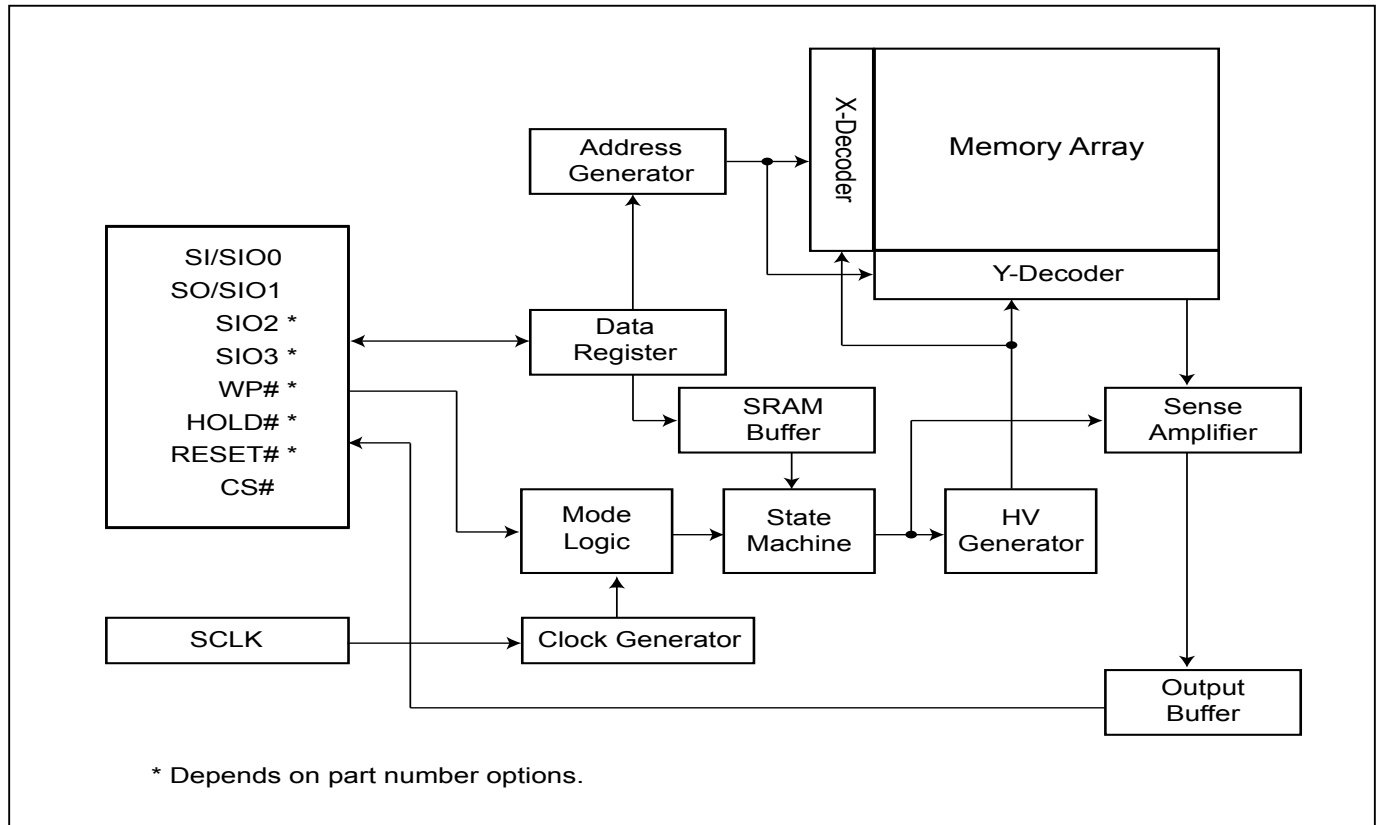 X-Decoder
Memory Array
Address
Generator
Y-Decoder
SI/SIO0
SO/SIO1
SIO2 *
SIO3 *
WP# *
HOLD# *
RESET# *
CS#
Data
Register
SRAM
Buffer
Sense
Amplifier
Mode
Logic
State
Machine
HV
Generator
SCLK
Clock Generator
Output
Buffer
* Depends on part number options.